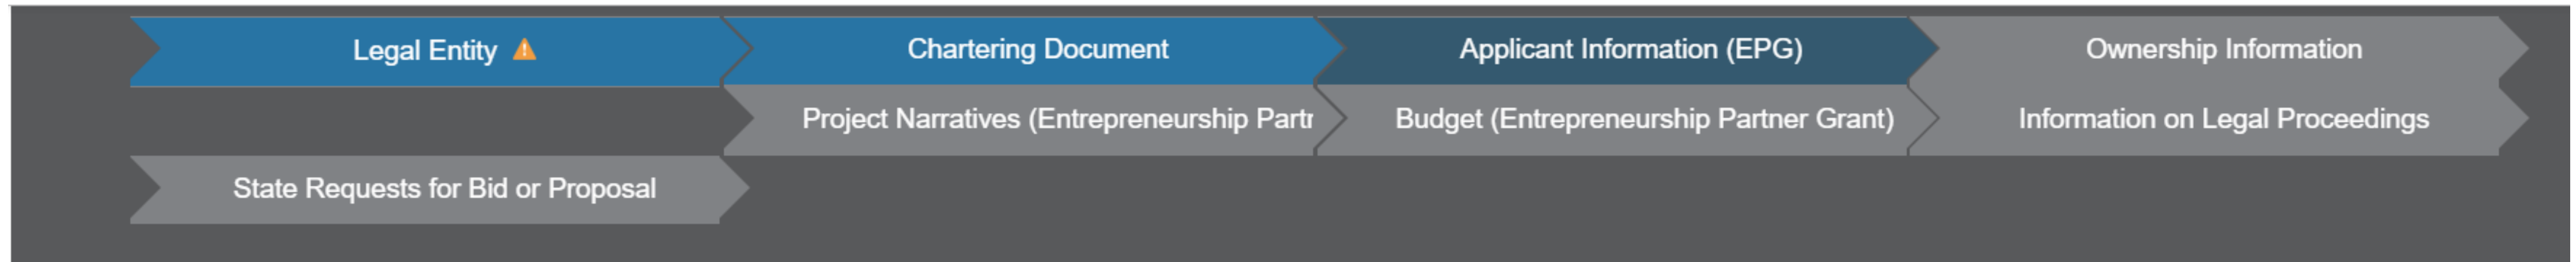 Legal Entity
Chartering Document
Applicant Information (EPG)
Ownership Information
Project Narratives (Entrepreneurship Partr
Budget (Entrepreneurship Partner Grant)
Information on Legal Proceedings
State Requests for Bid or Proposal